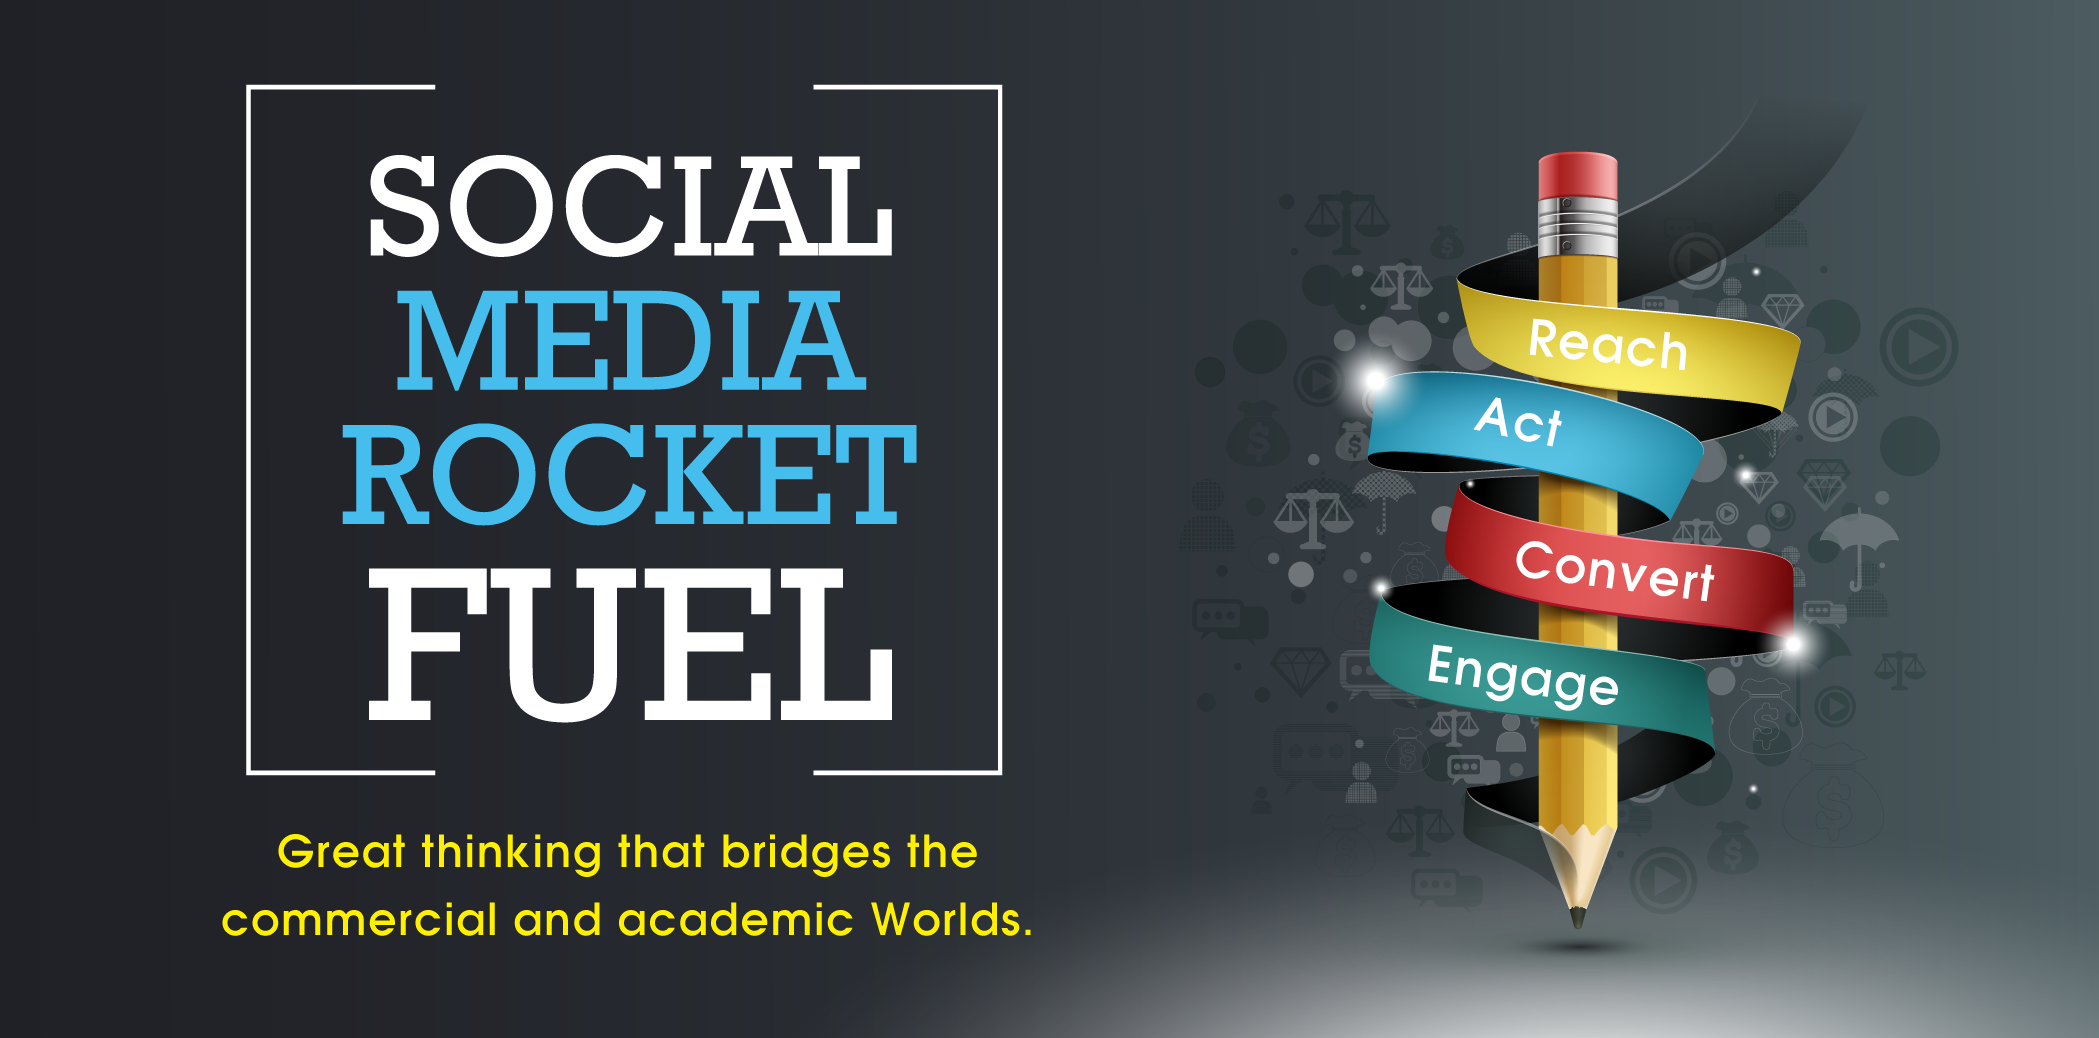 SOCIAL
MEDIA
ROCKET
FUEL
Great thinking that bridges the
commercial and academic Worlds.
Reach
Act
Convert
Engage